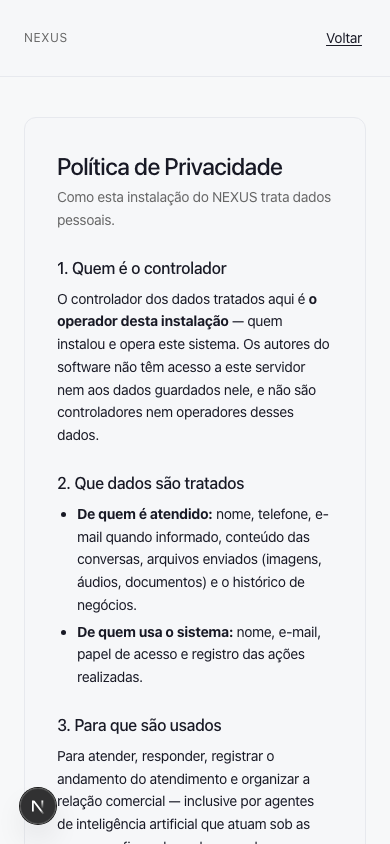 NEXUS
Voltar
Política de Privacidade
Como esta instalação do NEXUS trata dados
pessoais.
1. Quem é o controlador
O controlador dos dados tratados aqui é o
operador desta instalação — quem
instalou e opera este sistema. Os autores do
software não têm acesso a este servidor
nem aos dados guardados nele, e não são
controladores nem operadores desses
dados.
2. Que dados são tratados
• De quem é atendido: nome, telefone, e-
mail quando informado, conteúdo das
conversas, arquivos enviados (imagens,
áudios, documentos) e o histórico de
negócios.
• De quem usa o sistema: nome, e-mail,
papel de acesso e registro das ações
realizadas.
3. Para que são usados
Para atender, responder, registrar o
andamento do atendimento e organizar a
relação comercial — inclusive por agentes
de inteligência artificial que atuam sob as
N